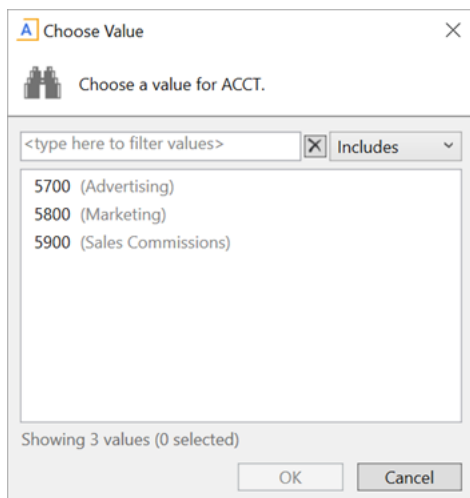 A Choose Value
Choose a value for ACCT.
<type here to filter values> Includes
5700 (Advertising)
5800 (Marketing)
5900 (Sales Commissions)
Showing 3 values (0 selected)
OK Cancel